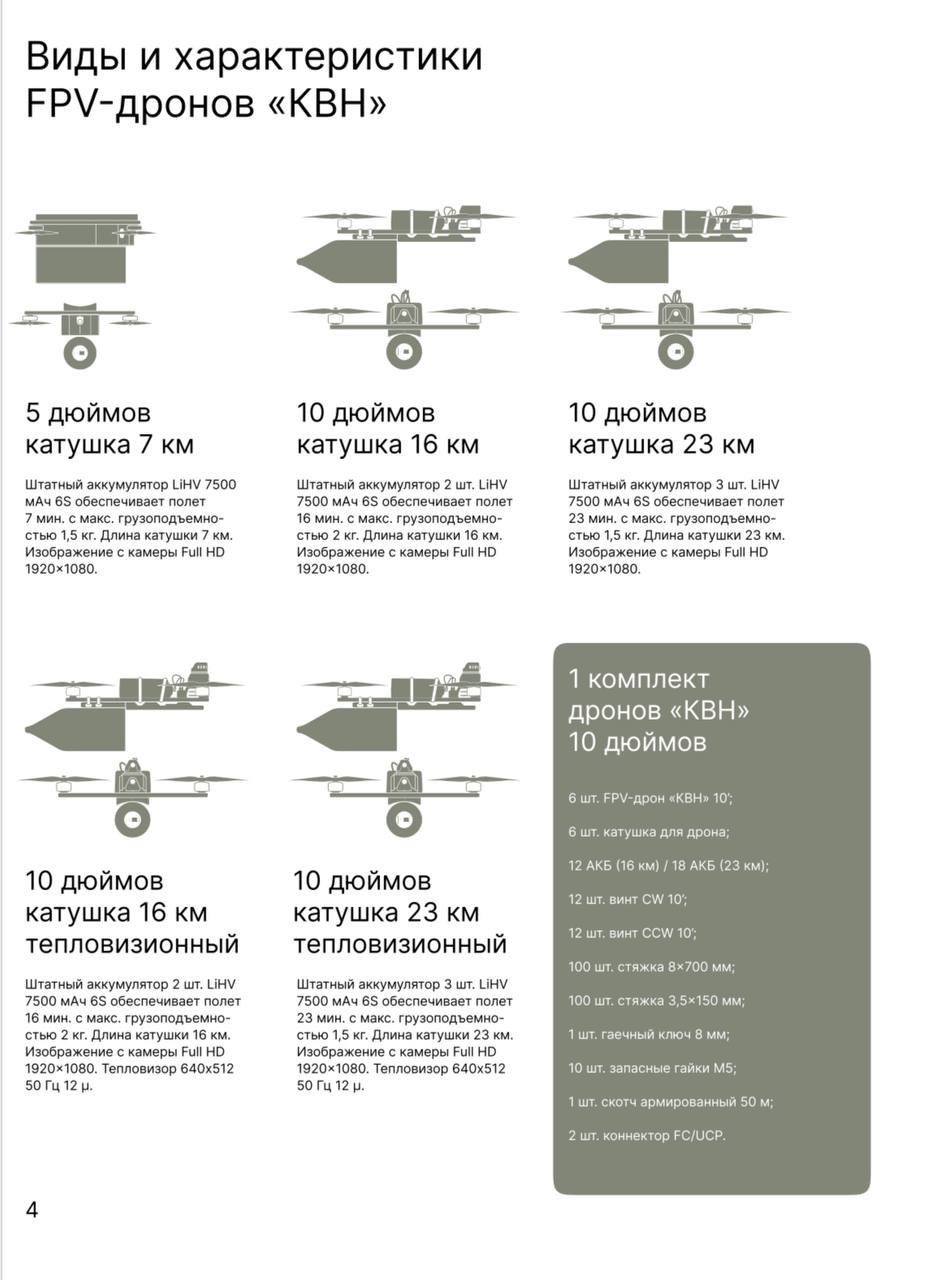 Виды и характеристики
FPV-дронов «КВН»
5 дюймов
катушка 7 км
Штатный аккумулятор LiHV 7500
мАч 6S обеспечивает полет
7 мин. с макс. грузоподъемно-
стью 1,5 кг. Длина катушки 7 км.
Изображение с камеры Full HD
1920×1080.
10 дюймов
катушка 16 км
Штатный аккумулятор 2 шт. LiHV
7500 мАч 6S обеспечивает полет
16 мин. с макс. грузоподъемно-
стью 2 кг. Длина катушки 16 км.
Изображение с камеры Full HD
1920×1080.
10 дюймов
катушка 23 км
Штатный аккумулятор 3 шт. LiHV
7500 мАч 6S обеспечивает полет
23 мин. с макс. грузоподъемно-
стью 1,5 кг. Длина катушки 23 км.
Изображение с камеры Full HD
1920×1080.
10 дюймов
катушка 16 км
тепловизионный
Штатный аккумулятор 2 шт. LiHV
7500 мАч 6S обеспечивает полет
16 мин. с макс. грузоподъемно-
стью 2 кг. Длина катушки 16 км.
Изображение с камеры Full HD
1920×1080. Тепловизор 640x512
50 Гц 12 μ.
10 дюймов
катушка 23 км
тепловизионный
Штатный аккумулятор 3 шт. LiHV
7500 мАч 6S обеспечивает полет
23 мин. с макс. грузоподъемно-
стью 1,5 кг. Длина катушки 23 км.
Изображение с камеры Full HD
1920×1080. Тепловизор 640x512
50 Гц 12 μ.
1 комплект
дронов «КВН»
10 дюймов
6 шт. FPV-дрон «КВН» 10′;
6 шт. катушка для дрона;
12 АКБ (16 км) / 18 АКБ (23 км);
12 шт. винт CW 10′;
12 шт. винт CCW 10′;
100 шт. стяжка 8×700 мм;
100 шт. стяжка 3,5×150 мм;
1 шт. гаечный ключ 8 мм;
10 шт. запасные гайки М5;
1 шт. скотч армированный 50 м;
2 шт. коннектор FC/UCP.
4